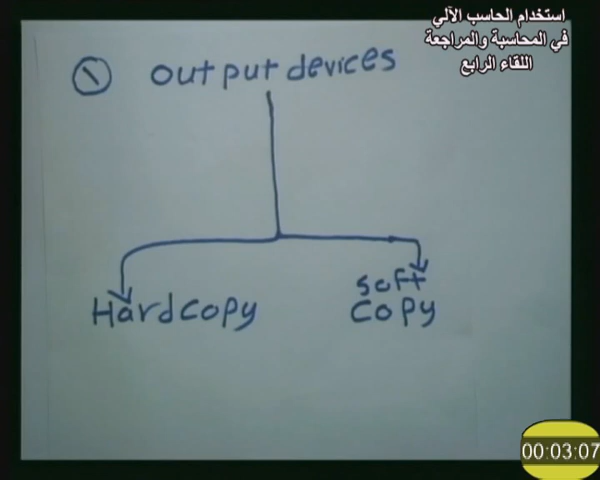 استخدام الحاسب الآلي
في المحاسبة والمراجعة
اللقاء الرابع
① output devices
Hardcopy
soft
copy
00:03:07